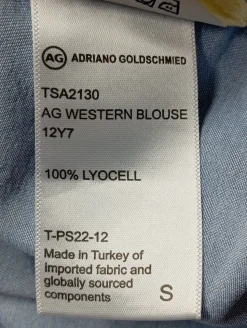 AG ADRIANO GOLDSCHMIED
TSA2130
AG WESTERN BLOUSE
12Y7
100% LYOCELL
T-PS22-12
Made in Turkey of
imported fabric and
globally sourced
components
S